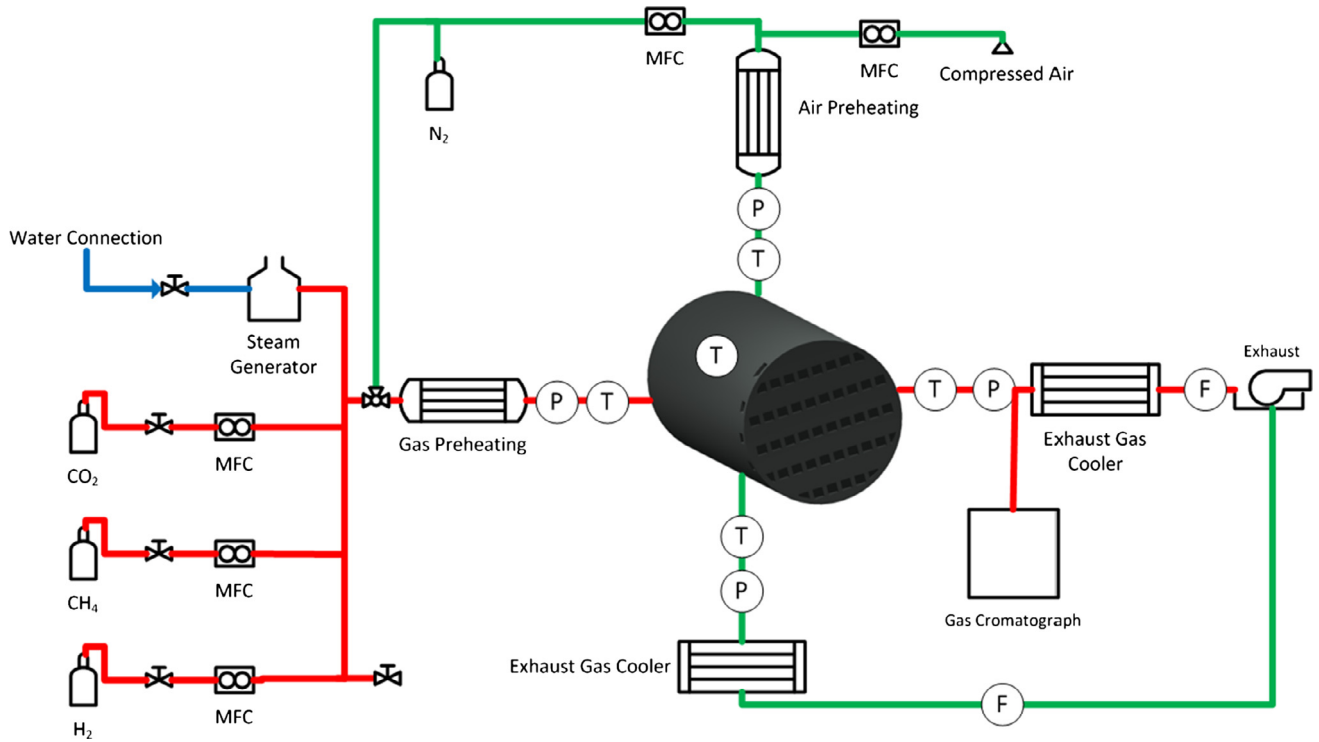 MFC
MFC
Compressed Air
Air Preheating
N₂
P
T
Water Connection
Steam
Generator
T
Exhaust
CO₂
MFC
Gas Preheating
P
T
T
P
Exhaust Gas
Cooler
F
CH₄
MFC
T
P
Gas Cromatograph
H₂
MFC
Exhaust Gas Cooler
F